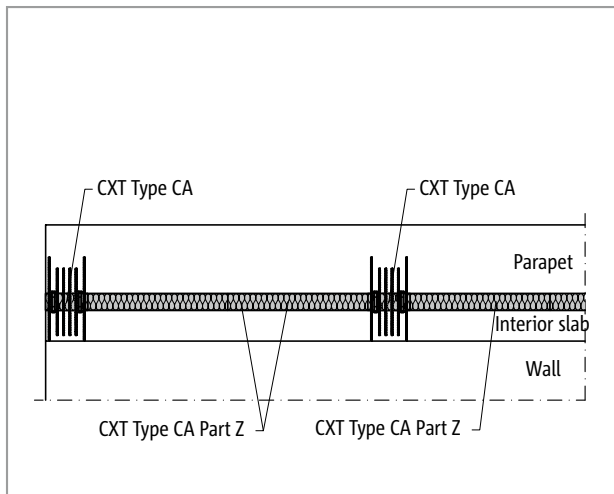 CXT Type CA
CXT Type CA
Parapet
Interior slab
Wall
CXT Type CA Part Z
CXT Type CA Part Z